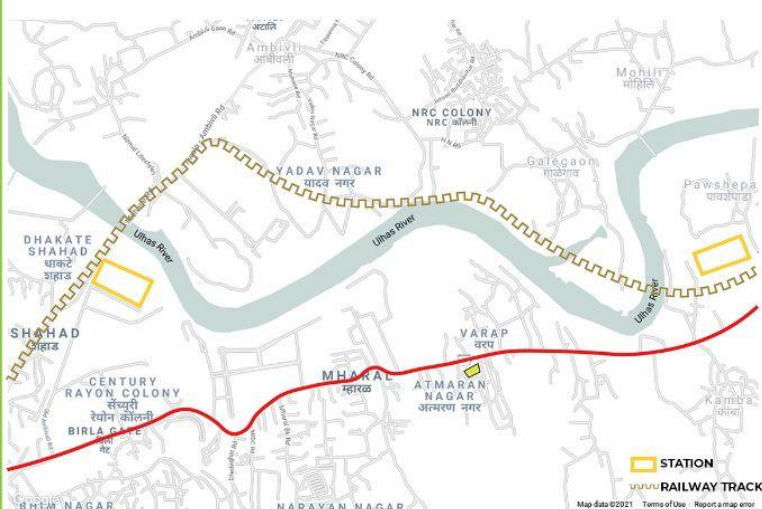 अटालि
Ambivli
आंबीवली
NRC Colony Rd
Mohili
मोहिलि
NRC COLONY
NRC कॉलनी
YADAV NAGAR
यादव नगर
Galegaon
गाळेगाव
Pawshepa
पावशेपाडा
DHAKATE
SHAHAD
धाकटे
शहाड
Ulhas River
Ulhas River
Ulhas River
SHAHAD
शहाड
VARAP
वरप
CENTURY
RAYON COLONY
सेंच्युरी
रेयोन कॉलनी
MHARAL
म्हारळ
ATMARAN
NAGAR
अत्मरण नगर
Kamba
कांबा
BIRLA GATE
गेट
STATION
RAILWAY TRACK
Google
NARAYAN NAGAR
Map data ©2021 Terms of Use Report a map error